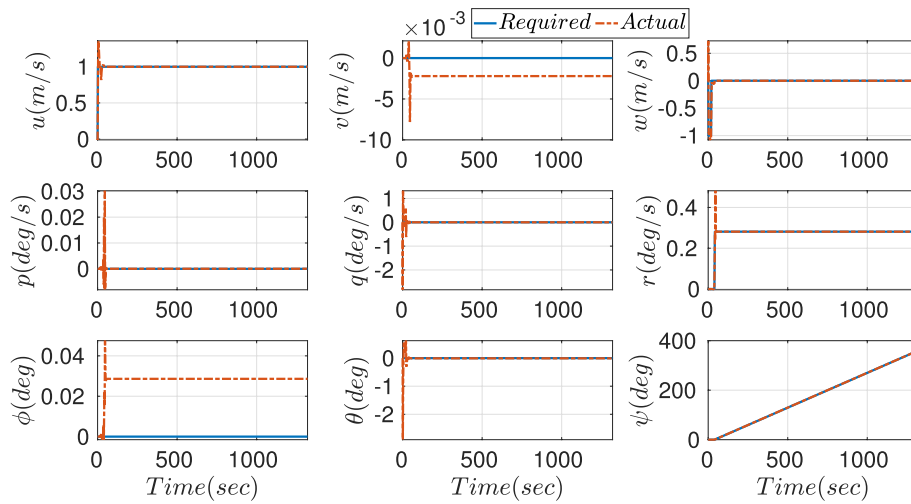 Required Actual
×10⁻³
u(m/s)
1
0.5
0
0 500 1000
v(m/s)
0
-5
-10
0 500 1000
w(m/s)
0.5
0
-0.5
-1
0 500 1000
p(deg/s)
0.03
0.02
0.01
0
0 500 1000
q(deg/s)
1
0
-1
-2
0 500 1000
r(deg/s)
0.4
0.2
0
0 500 1000
ϕ(deg)
0.04
0.02
0
0 500 1000
Time(sec)
θ(deg)
0
-1
-2
0 500 1000
Time(sec)
ψ(deg)
400
200
0
0 500 1000
Time(sec)